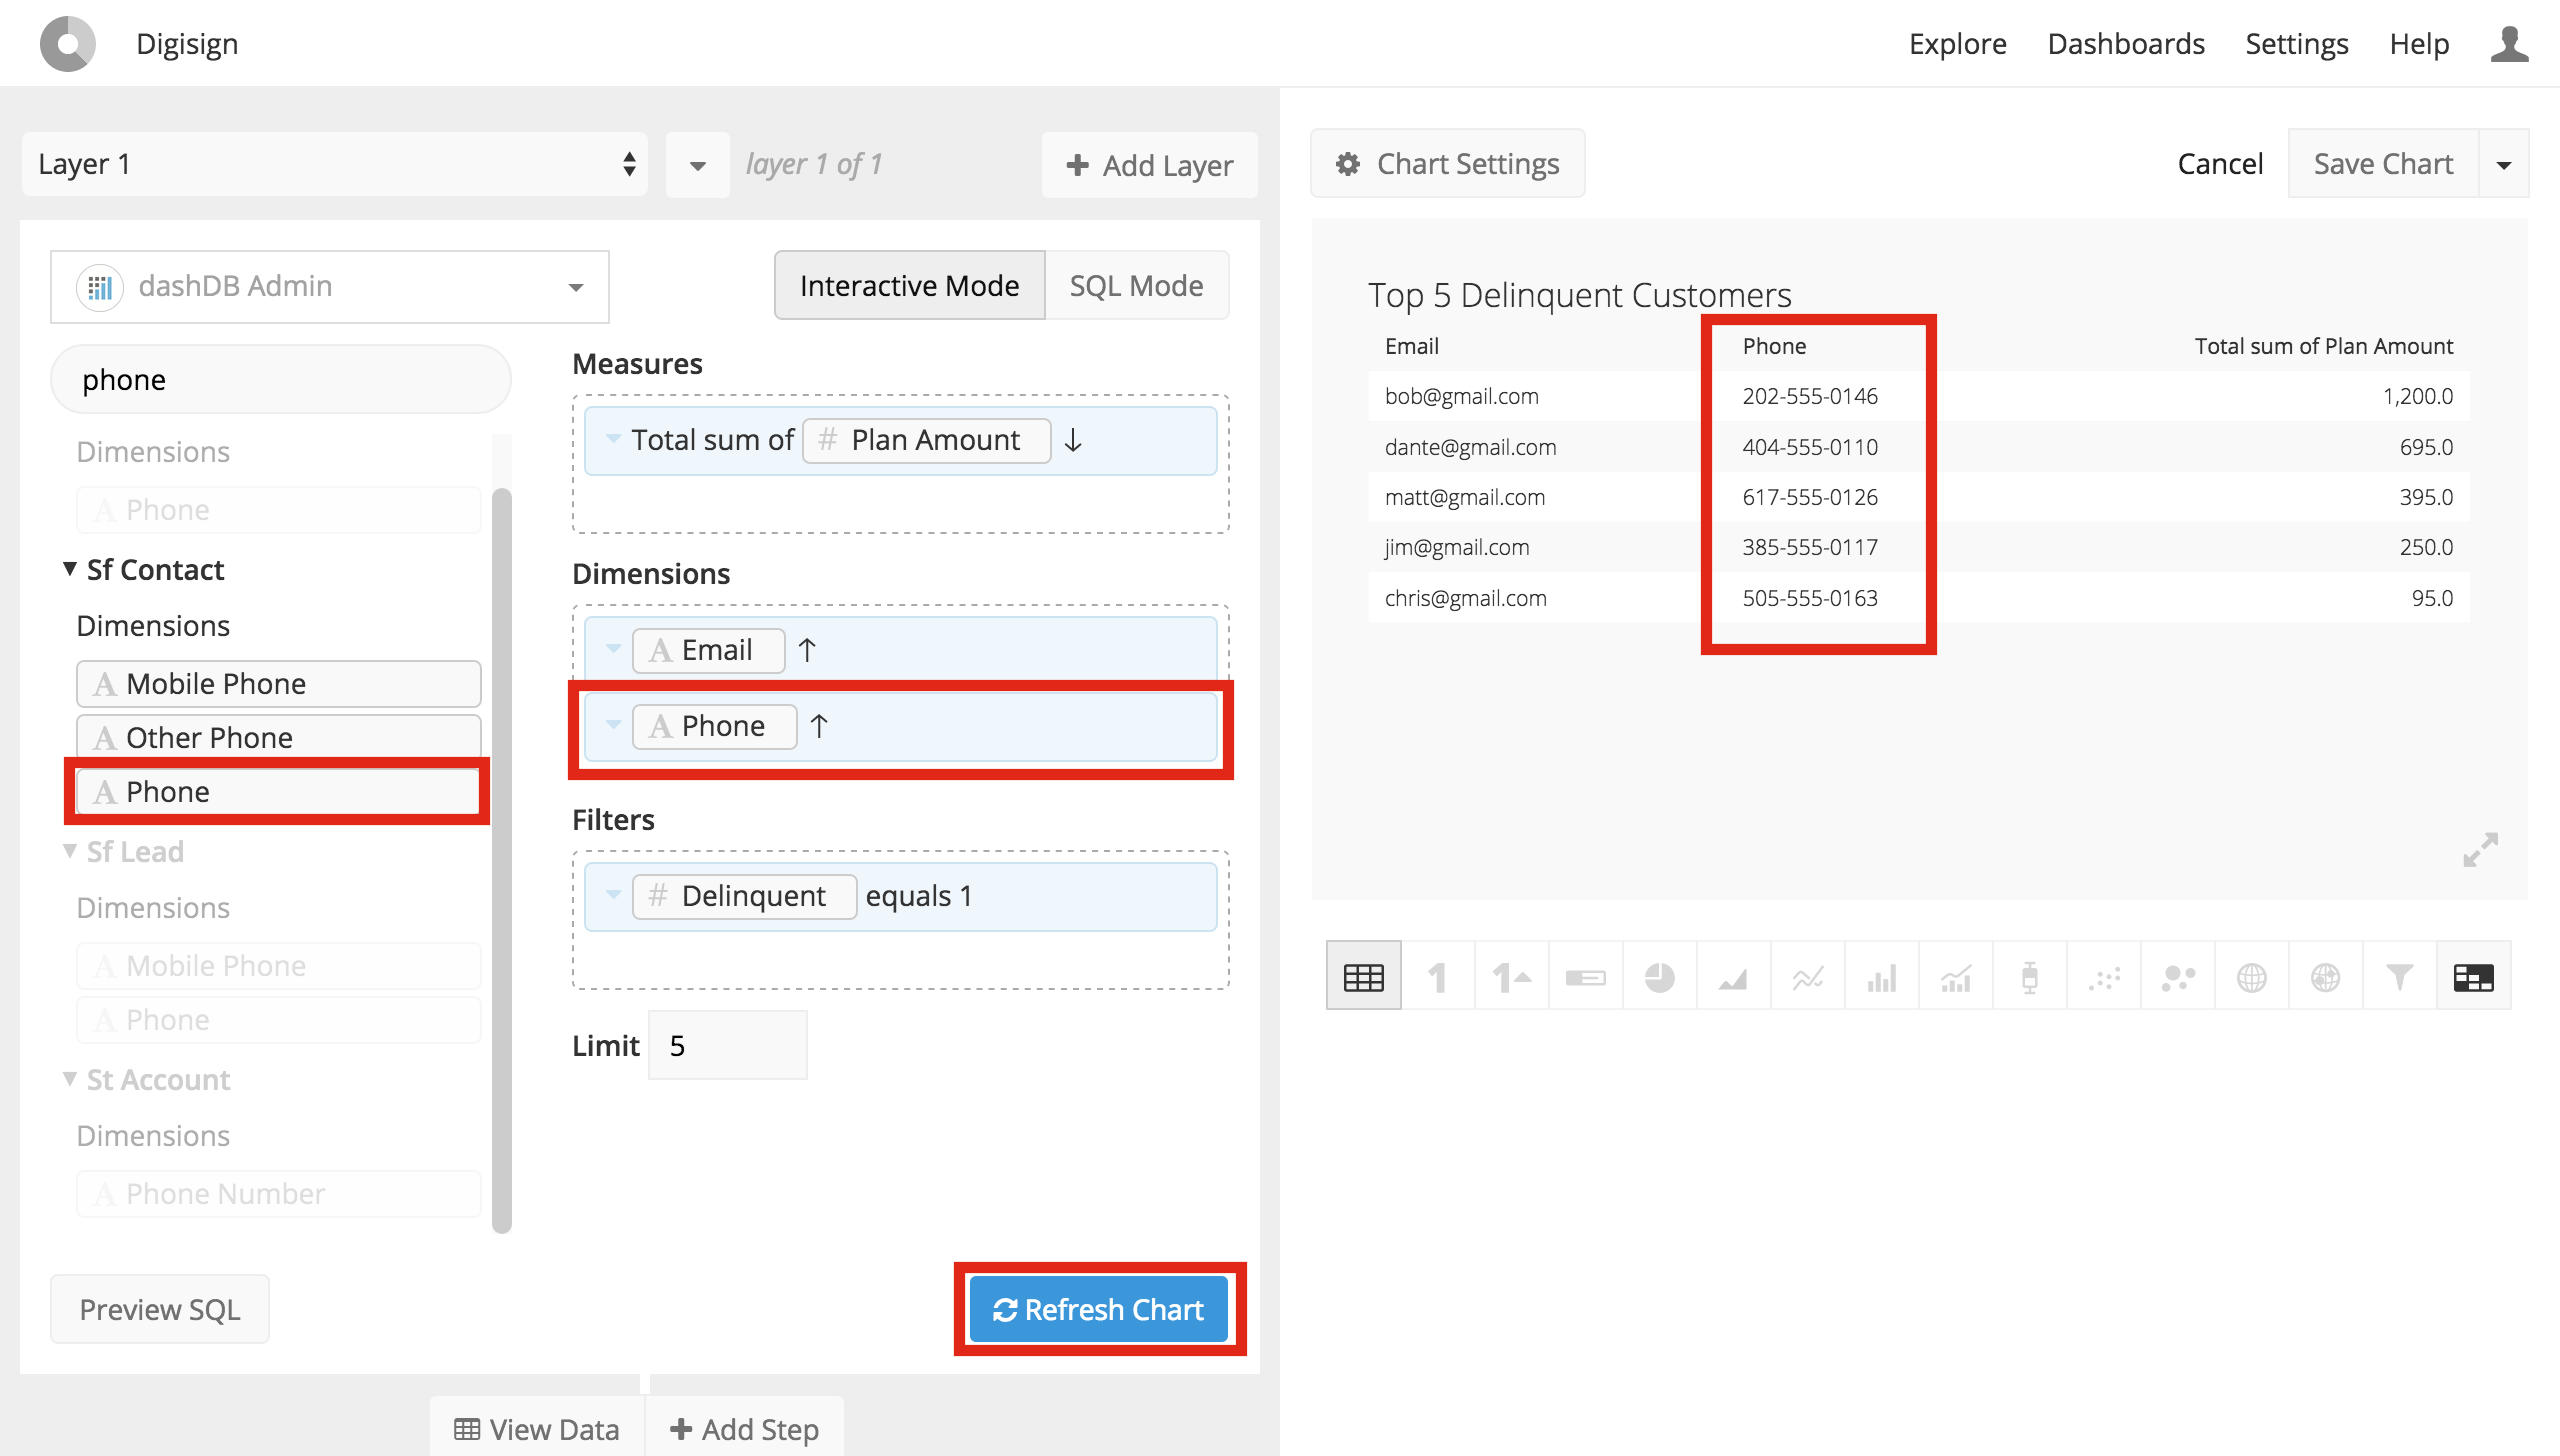 Digisign
Explore Dashboards Settings Help
Layer 1
layer 1 of 1
Add Layer
dashDB Admin
Interactive Mode SQL Mode
phone
Dimensions
A Phone
Sf Contact
Dimensions
A Mobile Phone
A Other Phone
A Phone
Sf Lead
Dimensions
A Mobile Phone
A Phone
St Account
Dimensions
A Phone Number
Measures
Total sum of # Plan Amount ↓
Dimensions
A Email ↑
A Phone ↑
Filters
# Delinquent equals 1
Limit 5
Preview SQL
Refresh Chart
View Data
Add Step
Chart Settings
Cancel
Save Chart
Top 5 Delinquent Customers
Email Phone Total sum of Plan Amount
bob@gmail.com 202-555-0146 1,200.0
dante@gmail.com 404-555-0110 695.0
matt@gmail.com 617-555-0126 395.0
jim@gmail.com 385-555-0117 250.0
chris@gmail.com 505-555-0163 95.0
1 1